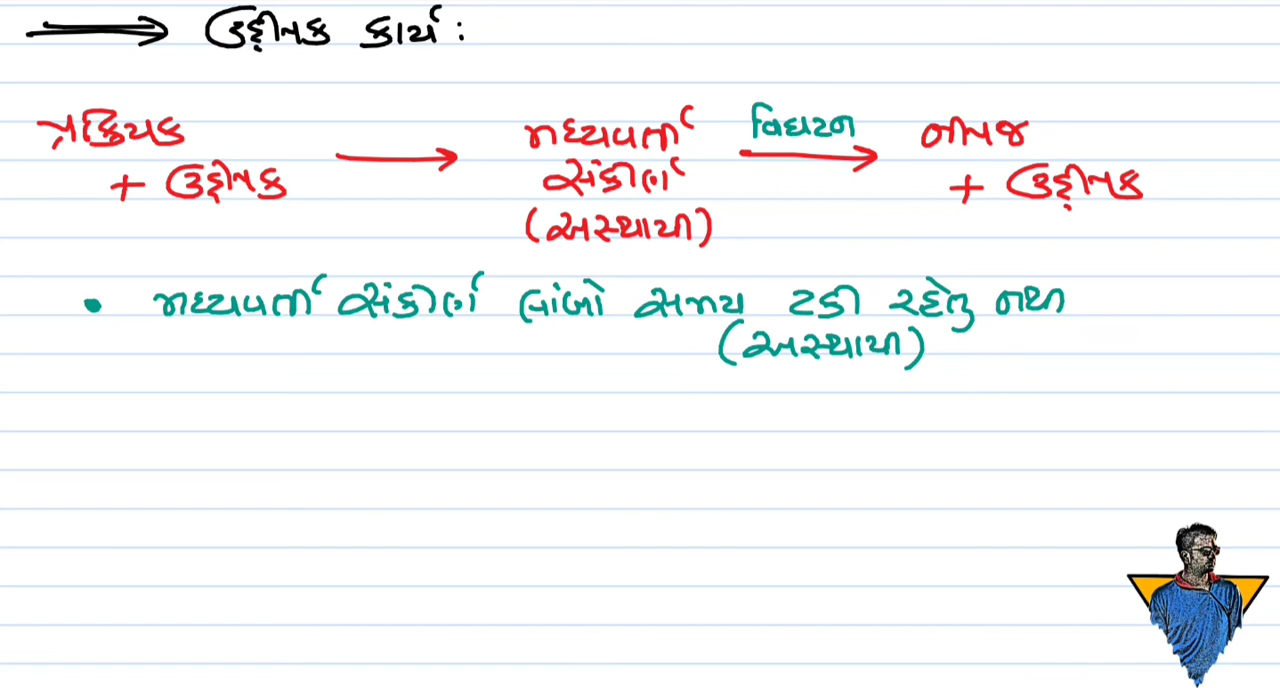 ઉદ્દીપક કાર્ય :
પ્રક્રિયક + ઉદ્દીપક → મધ્યવર્તી સંકીર્ણ (અસ્થાયી) વિઘટન → નીપજ + ઉદ્દીપક
• મધ્યવર્તી સંકીર્ણ લાંબો સમય ટકી રહેતુ નથી
(અસ્થાયી)